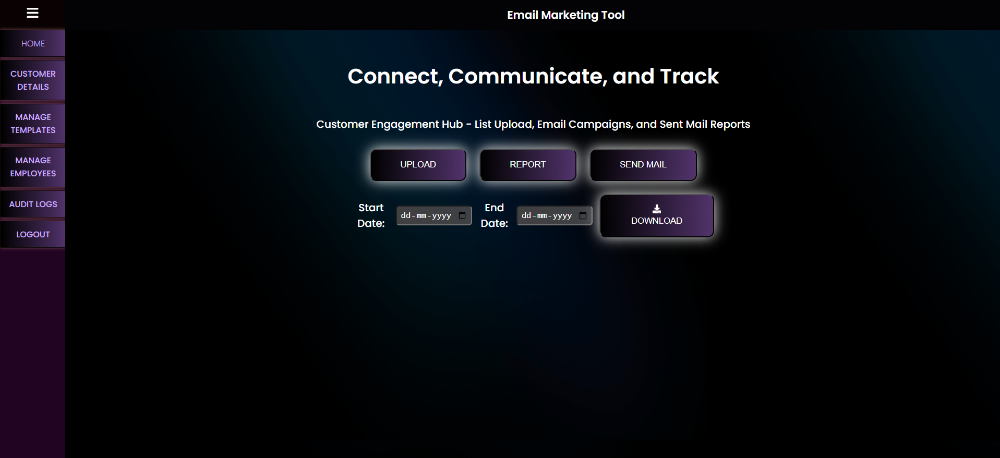 Email Marketing Tool
HOME
CUSTOMER
DETAILS
MANAGE
TEMPLATES
MANAGE
EMPLOYEES
AUDIT LOGS
LOGOUT
Connect, Communicate, and Track
Customer Engagement Hub - List Upload, Email Campaigns, and Sent Mail Reports
UPLOAD
REPORT
SEND MAIL
Start
Date:
dd-mm-yyyy
End
Date:
dd-mm-yyyy
DOWNLOAD